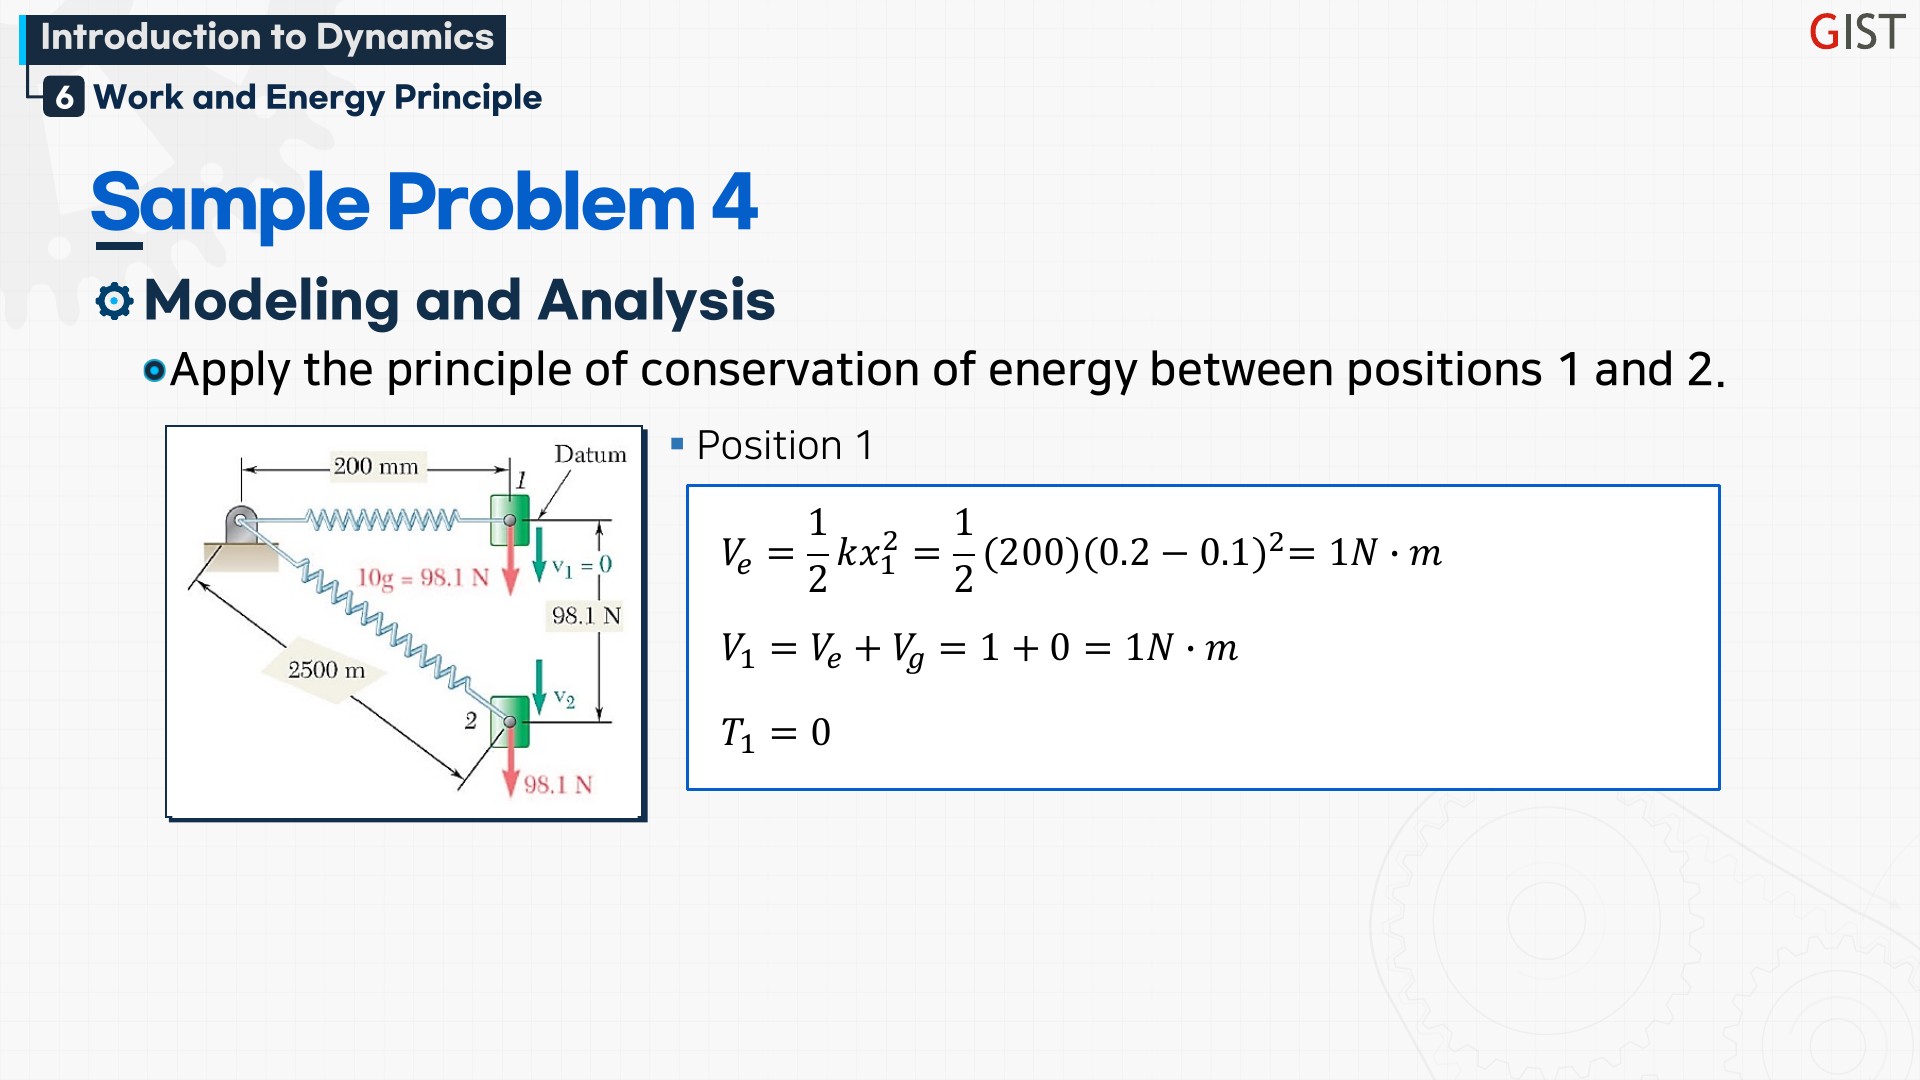 Introduction to Dynamics
GIST
6 Work and Energy Principle
Sample Problem 4
Modeling and Analysis
Apply the principle of conservation of energy between positions 1 and 2.
200 mm
Datum
1
10g = 98.1 N
v₁ = 0
98.1 N
2500 m
v₂
2
98.1 N
Position 1
Vₑ = 1/2 kx₁² = 1/2 (200)(0.2 − 0.1)² = 1N · m
V₁ = Vₑ + V_g = 1 + 0 = 1N · m
T₁ = 0